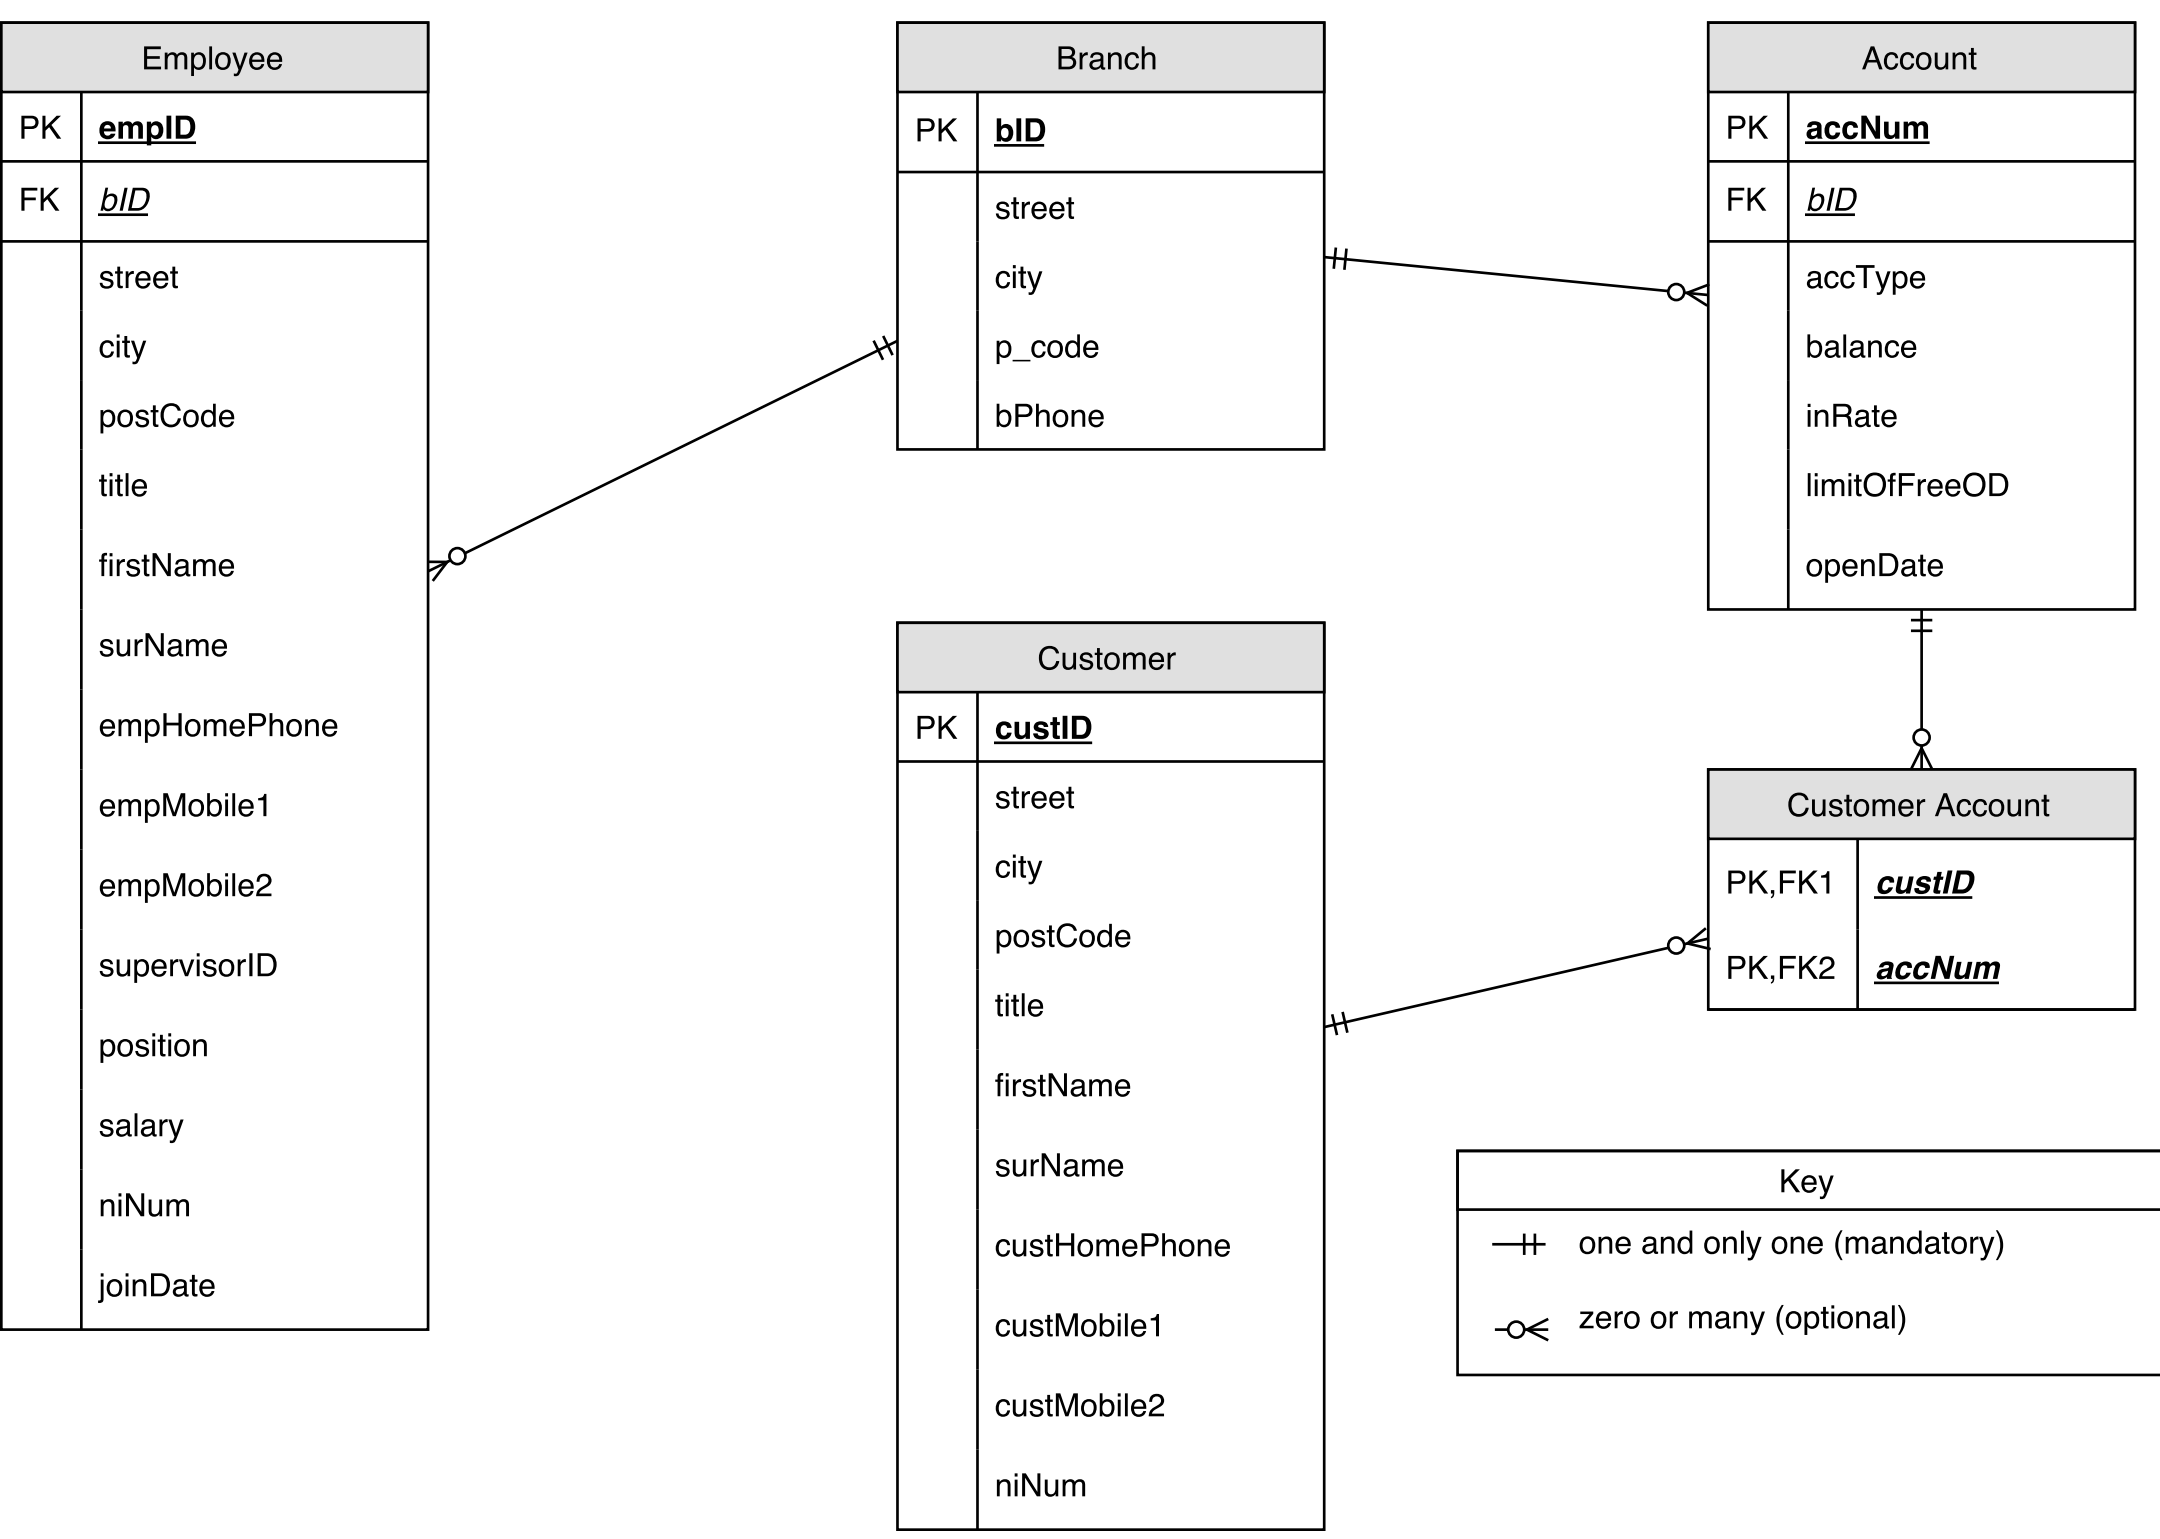 Employee
PK empID
FK bID
street
city
postCode
title
firstName
surName
empHomePhone
empMobile1
empMobile2
supervisorID
position
salary
niNum
joinDate
Branch
PK bID
street
city
p_code
bPhone
Account
PK accNum
FK bID
accType
balance
inRate
limitOfFreeOD
openDate
Customer
PK custID
street
city
postCode
title
firstName
surName
custHomePhone
custMobile1
custMobile2
niNum
Customer Account
PK,FK1 custID
PK,FK2 accNum
Key
one and only one (mandatory)
zero or many (optional)